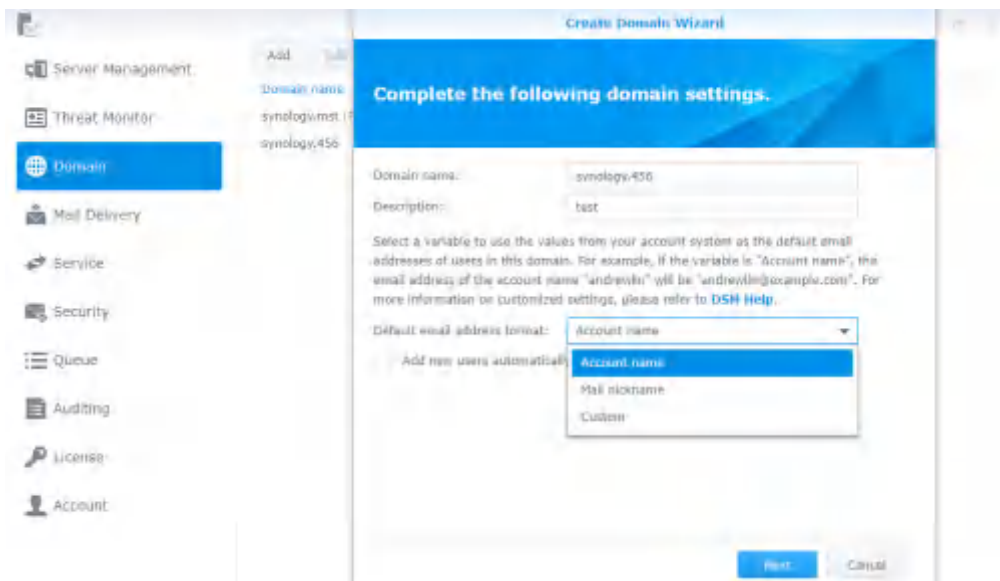 Create Domain Wizard
Server Management
Threat Monitor
Domain
Mail Delivery
Service
Security
Queue
Auditing
License
Account
Add
Domain name
synology.456
Complete the following domain settings.
Domain name:
synology.456
Description:
test
Select a variable to use the values from your account system as the default email
addresses of users in this domain. For example, if the variable is "Account name", the
email address of the account name "andrewlin" will be "andrewlin@example.com". For
more information on customized settings, please refer to DSM Help.
Default email address format:
Account name
Add new users automatically
Account name
Mail nickname
Custom
Next
Cancel